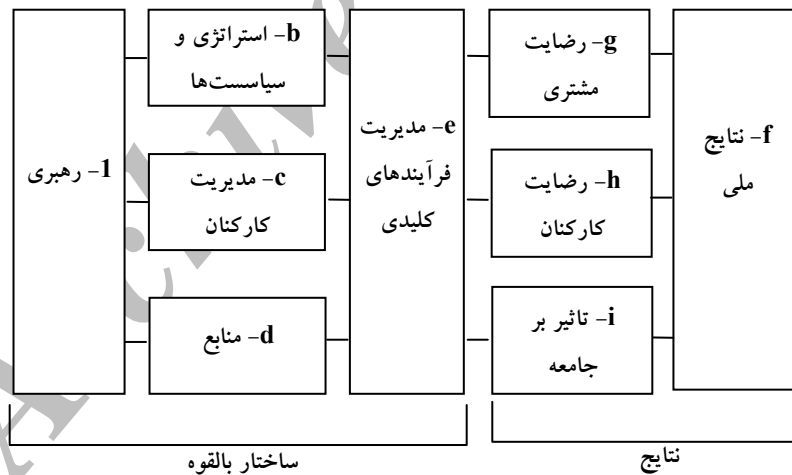 1- رهبری
b- استراتژی و
سیاسست‌ها
c- مدیریت
کارکنان
d- منابع
e- مدیریت
فرآیندهای
کلیدی
g- رضایت
مشتری
h- رضایت
کارکنان
i- تاثیر بر
جامعه
f- نتایج
ملی
ساختار بالقوه
نتایج